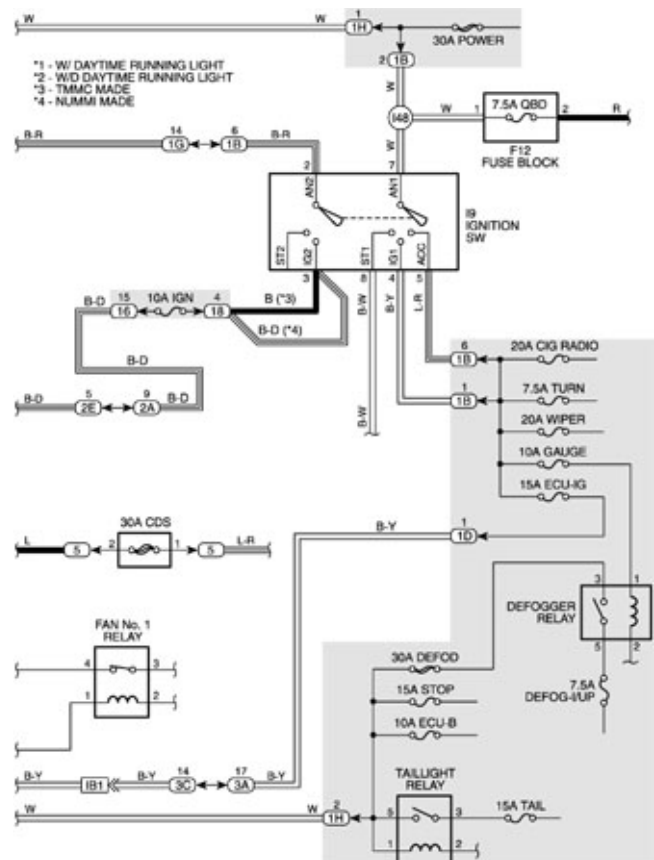 W W 1
1H
30A POWER
2 1B
*1 - W/ DAYTIME RUNNING LIGHT
*2 - W/D DAYTIME RUNNING LIGHT
*3 - TMMC MADE
*4 - NUMMI MADE
W
I48 W 1 7.5A QBD 2 R
W
F12
FUSE BLOCK
B-R 14 6 B-R
1G 1B
2 7
AN2 AN1
I9
IGNITION
SW
ST2 IG2 ST1 IG1 ACC
3 8 4 5
B-W B-Y L-R
B-D 15 10A IGN 4 B (*3)
16 18
B-D (*4)
B-D
B-D 5 9 B-D
2E 2A
B-W
6
1B 20A CIG RADIO
1
1B 7.5A TURN
20A WIPER
10A GAUGE
15A ECU-IG
B-Y 1
1D
30A CDS
L 5 2 1 5 L-R
3 1
DEFOGGER
RELAY
5 2
FAN No. 1
RELAY
4 3
1 2
30A DEFOD
15A STOP
10A ECU-B
7.5A
DEFOG-I/UP
B-Y IB1 B-Y 14 17 B-Y
3C 3A
TAILLIGHT
RELAY
W W 2
1H 5 3 15A TAIL
1 2